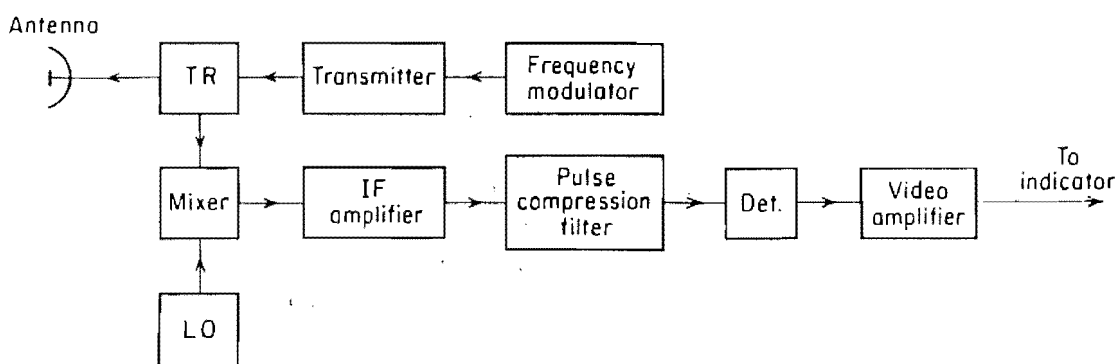 Antenna
TR
Transmitter
Frequency
modulator
Mixer
IF
amplifier
Pulse
compression
filter
Det.
Video
amplifier
To
indicator
LO